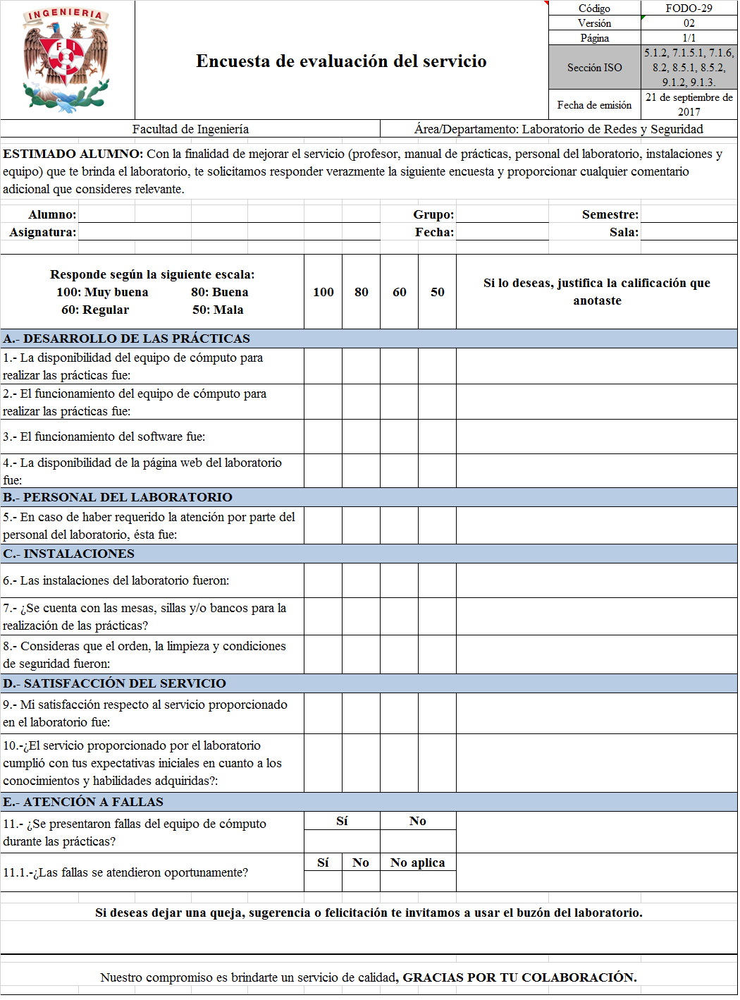 INGENIERIA
FI
Encuesta de evaluación del servicio
Código
FODO-29
Versión
02
Página
1/1
Sección ISO
5.1.2, 7.1.5.1, 7.1.6,
8.2, 8.5.1, 8.5.2,
9.1.2, 9.1.3.
Fecha de emisión
21 de septiembre de
2017
Facultad de Ingeniería
Área/Departamento: Laboratorio de Redes y Seguridad
ESTIMADO ALUMNO: Con la finalidad de mejorar el servicio (profesor, manual de prácticas, personal del laboratorio, instalaciones y
equipo) que te brinda el laboratorio, te solicitamos responder verazmente la siguiente encuesta y proporcionar cualquier comentario
adicional que consideres relevante.
Alumno:
Grupo:
Semestre:
Asignatura:
Fecha:
Sala:
Responde según la siguiente escala:
100: Muy buena 80: Buena
60: Regular 50: Mala
100
80
60
50
Si lo deseas, justifica la calificación que
anotaste
A.- DESARROLLO DE LAS PRÁCTICAS
1.- La disponibilidad del equipo de cómputo para
realizar las prácticas fue:
2.- El funcionamiento del equipo de cómputo para
realizar las prácticas fue:
3.- El funcionamiento del software fue:
4.- La disponibilidad de la página web del laboratorio
fue:
B.- PERSONAL DEL LABORATORIO
5.- En caso de haber requerido la atención por parte del
personal del laboratorio, ésta fue:
C.- INSTALACIONES
6.- Las instalaciones del laboratorio fueron:
7.- ¿Se cuenta con las mesas, sillas y/o bancos para la
realización de las prácticas?
8.- Consideras que el orden, la limpieza y condiciones
de seguridad fueron:
D.- SATISFACCIÓN DEL SERVICIO
9.- Mi satisfacción respecto al servicio proporcionado
en el laboratorio fue:
10.-¿El servicio proporcionado por el laboratorio
cumplió con tus expectativas iniciales en cuanto a los
conocimientos y habilidades adquiridas?:
E.- ATENCIÓN A FALLAS
11.- ¿Se presentaron fallas del equipo de cómputo
durante las prácticas?
Sí
No
11.1.-¿Las fallas se atendieron oportunamente?
Sí
No
No aplica
Si deseas dejar una queja, sugerencia o felicitación te invitamos a usar el buzón del laboratorio.
Nuestro compromiso es brindarte un servicio de calidad, GRACIAS POR TU COLABORACIÓN.